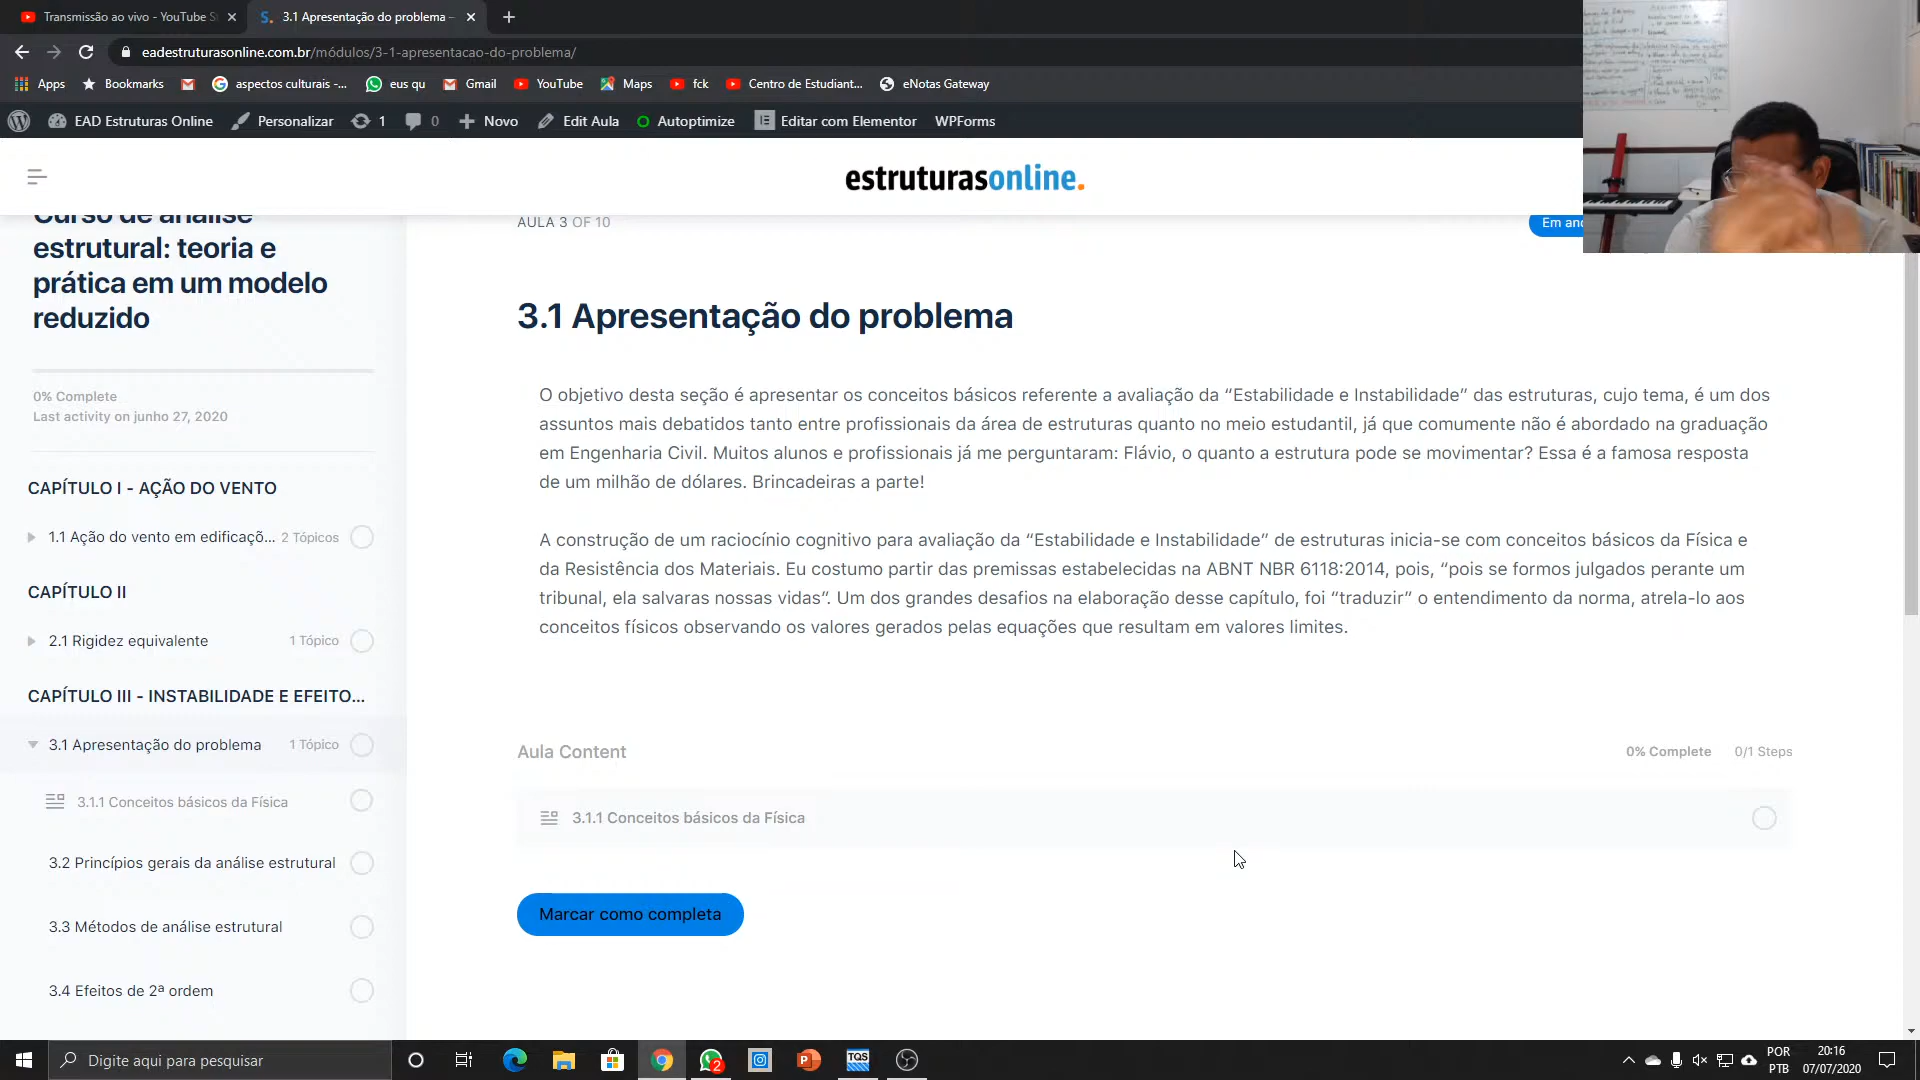 Transmissão ao vivo - YouTube S
3.1 Apresentação do problema –
eadestruturasonline.com.br/módulos/3-1-apresentacao-do-problema/
Apps
Bookmarks
aspectos culturais -...
eus qu
Gmail
YouTube
Maps
fck
Centro de Estudiant...
eNotas Gateway
EAD Estruturas Online
Personalizar
1
0
Novo
Edit Aula
Autoptimize
Editar com Elementor
WPForms
estruturasonline.
Curso de análise
estrutural: teoria e
prática em um modelo
reduzido
0% Complete
Last activity on junho 27, 2020
CAPÍTULO I - AÇÃO DO VENTO
1.1 Ação do vento em edificaçõ... 2 Tópicos
CAPÍTULO II
2.1 Rigidez equivalente 1 Tópico
CAPÍTULO III - INSTABILIDADE E EFEITO...
3.1 Apresentação do problema 1 Tópico
3.1.1 Conceitos básicos da Física
3.2 Princípios gerais da análise estrutural
3.3 Métodos de análise estrutural
3.4 Efeitos de 2ª ordem
AULA 3 OF 10
Em and
3.1 Apresentação do problema
O objetivo desta seção é apresentar os conceitos básicos referente a avaliação da “Estabilidade e Instabilidade” das estruturas, cujo tema, é um dos
assuntos mais debatidos tanto entre profissionais da área de estruturas quanto no meio estudantil, já que comumente não é abordado na graduação
em Engenharia Civil. Muitos alunos e profissionais já me perguntaram: Flávio, o quanto a estrutura pode se movimentar? Essa é a famosa resposta
de um milhão de dólares. Brincadeiras a parte!
A construção de um raciocínio cognitivo para avaliação da “Estabilidade e Instabilidade” de estruturas inicia-se com conceitos básicos da Física e
da Resistência dos Materiais. Eu costumo partir das premissas estabelecidas na ABNT NBR 6118:2014, pois, “pois se formos julgados perante um
tribunal, ela salvaras nossas vidas”. Um dos grandes desafios na elaboração desse capítulo, foi “traduzir” o entendimento da norma, atrela-lo aos
conceitos físicos observando os valores gerados pelas equações que resultam em valores limites.
Aula Content
0% Complete 0/1 Steps
3.1.1 Conceitos básicos da Física
Marcar como completa
Digite aqui para pesquisar
2
TQS
POR
PTB
20:16
07/07/2020